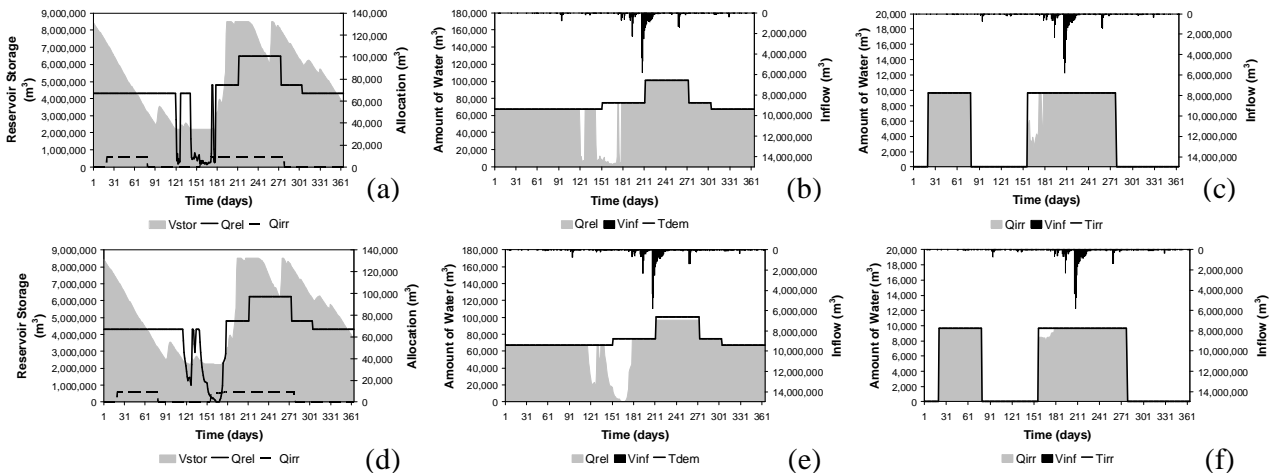 Reservoir Storage
(m³)
9,000,000
8,000,000
7,000,000
6,000,000
5,000,000
4,000,000
3,000,000
2,000,000
1,000,000
0
140,000
120,000
100,000
80,000
60,000
40,000
20,000
0
Allocation (m³)
1 31 61 91 121 151 181 211 241 271 301 331 361
Time (days)
Vstor Qrel Qirr
(a)
Amount of Water (m³)
180,000
160,000
140,000
120,000
100,000
80,000
60,000
40,000
20,000
0
0
2,000,000
4,000,000
6,000,000
8,000,000
10,000,000
12,000,000
14,000,000
Inflow (m³)
1 31 61 91 121 151 181 211 241 271 301 331 361
Time (days)
Qrel Vinf Tdem
(b)
Amount of Water (m³)
20,000
18,000
16,000
14,000
12,000
10,000
8,000
6,000
4,000
2,000
0
0
2,000,000
4,000,000
6,000,000
8,000,000
10,000,000
12,000,000
14,000,000
Inflow (m³)
1 31 61 91 121 151 181 211 241 271 301 331 361
Time (days)
Qirr Vinf Tirr
(c)
Reservoir Storage
(m³)
9,000,000
8,000,000
7,000,000
6,000,000
5,000,000
4,000,000
3,000,000
2,000,000
1,000,000
0
140,000
120,000
100,000
80,000
60,000
40,000
20,000
0
Allocation (m³)
1 31 61 91 121 151 181 211 241 271 301 331 361
Time (days)
Vstor Qrel Qirr
(d)
Amount of Water (m³)
180,000
160,000
140,000
120,000
100,000
80,000
60,000
40,000
20,000
0
0
2,000,000
4,000,000
6,000,000
8,000,000
10,000,000
12,000,000
14,000,000
Inflow (m³)
1 31 61 91 121 151 181 211 241 271 301 331 361
Time (days)
Qrel Vinf Tdem
(e)
Amount of Water (m³)
20,000
18,000
16,000
14,000
12,000
10,000
8,000
6,000
4,000
2,000
0
0
2,000,000
4,000,000
6,000,000
8,000,000
10,000,000
12,000,000
14,000,000
Inflow (m³)
1 31 61 91 121 151 181 211 241 271 301 331 361
Time (days)
Qirr Vinf Tirr
(f)